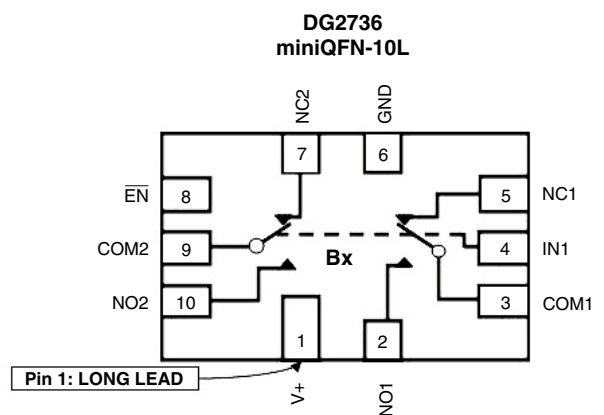 DG2736
miniQFN-10L
NC2
GND
7
6
EN
8
5
NC1
COM2
9
4
IN1
Bx
NO2
10
3
COM1
1
2
Pin 1: LONG LEAD
V+
NO1